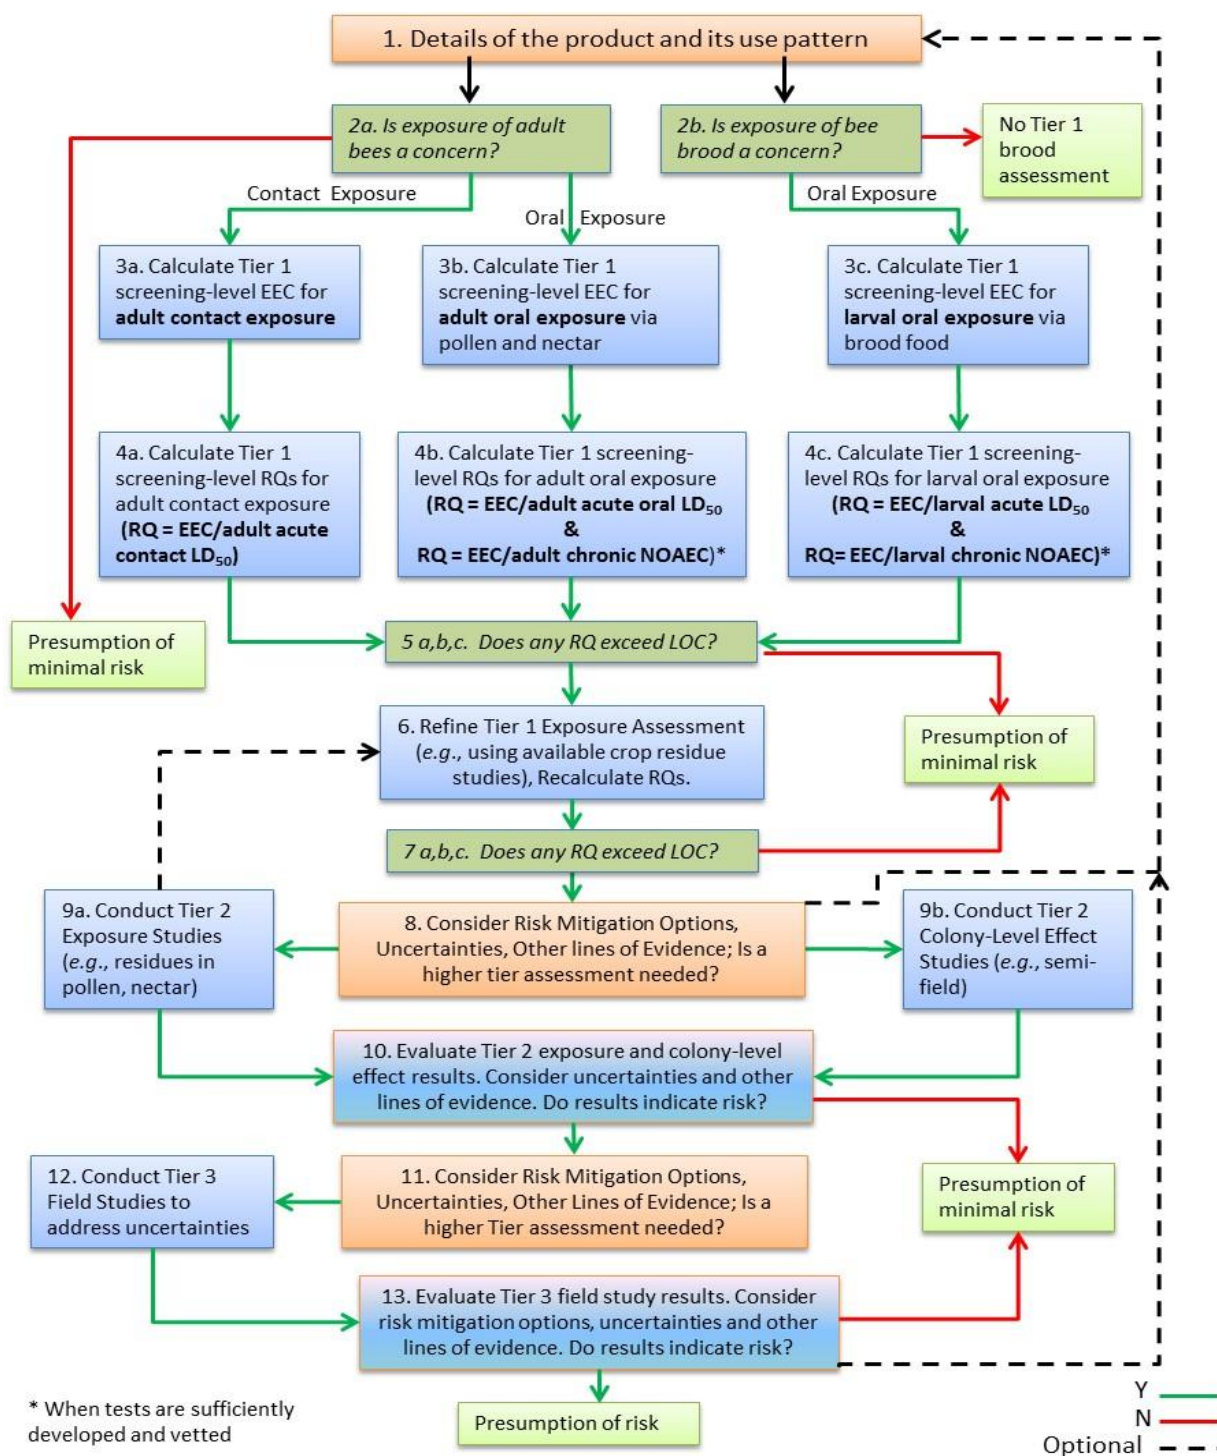 1. Details of the product and its use pattern
2a. Is exposure of adult
bees a concern?
2b. Is exposure of bee
brood a concern?
No Tier 1
brood
assessment
Contact Exposure
Oral Exposure
Oral Exposure
3a. Calculate Tier 1
screening-level EEC for
adult contact exposure
3b. Calculate Tier 1
screening-level EEC for
adult oral exposure via
pollen and nectar
3c. Calculate Tier 1
screening-level EEC for
larval oral exposure via
brood food
4a. Calculate Tier 1
screening-level RQs for
adult contact exposure
(RQ = EEC/adult acute
contact LD50)
4b. Calculate Tier 1 screening-
level RQs for adult oral exposure
(RQ = EEC/adult acute oral LD50
&
RQ = EEC/adult chronic NOAEC)*
4c. Calculate Tier 1 screening-
level RQs for larval oral exposure
(RQ = EEC/larval acute LD50
&
RQ= EEC/larval chronic NOAEC)*
Presumption of
minimal risk
5 a,b,c. Does any RQ exceed LOC?
6. Refine Tier 1 Exposure Assessment
(e.g., using available crop residue
studies), Recalculate RQs.
Presumption of
minimal risk
7 a,b,c. Does any RQ exceed LOC?
9a. Conduct Tier 2
Exposure Studies
(e.g., residues in
pollen, nectar)
8. Consider Risk Mitigation Options,
Uncertainties, Other lines of Evidence; Is a
higher tier assessment needed?
9b. Conduct Tier 2
Colony-Level Effect
Studies (e.g., semi-
field)
10. Evaluate Tier 2 exposure and colony-level
effect results. Consider uncertainties and other
lines of evidence. Do results indicate risk?
12. Conduct Tier 3
Field Studies to
address uncertainties
11. Consider Risk Mitigation Options,
Uncertainties, Other Lines of Evidence; Is a
higher Tier assessment needed?
Presumption of
minimal risk
13. Evaluate Tier 3 field study results. Consider
risk mitigation options, uncertainties and other
lines of evidence. Do results indicate risk?
Presumption of risk
* When tests are sufficiently
developed and vetted
Y
N
Optional